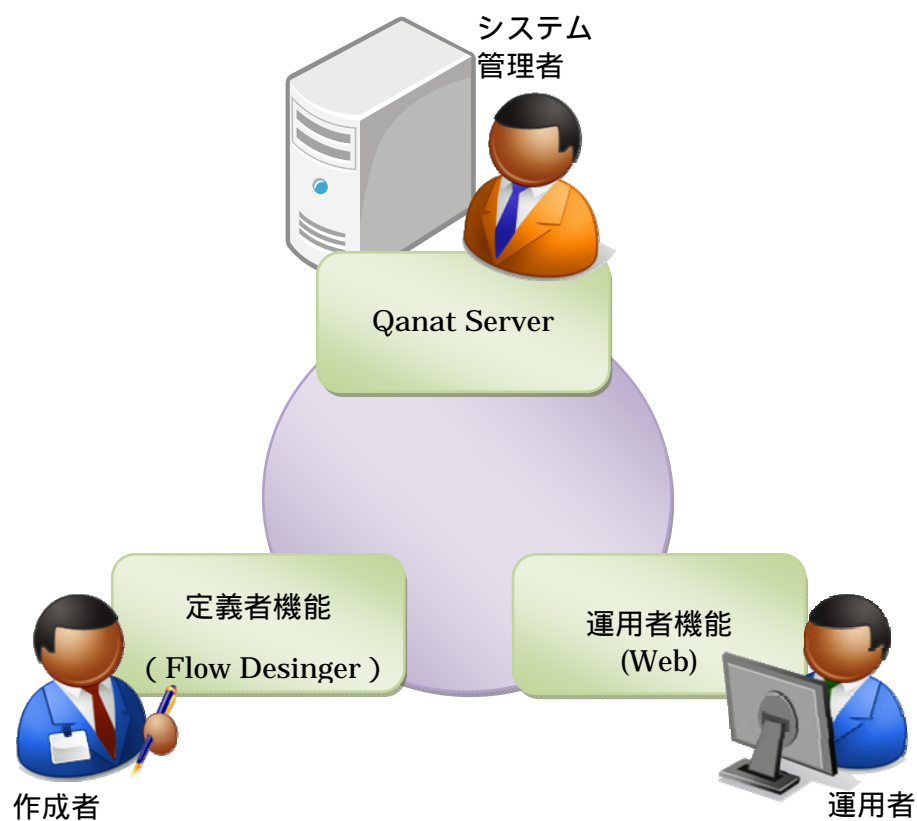 システム
管理者
Qanat Server
定義者機能
( Flow Desinger )
運用者機能
(Web)
作成者
運用者